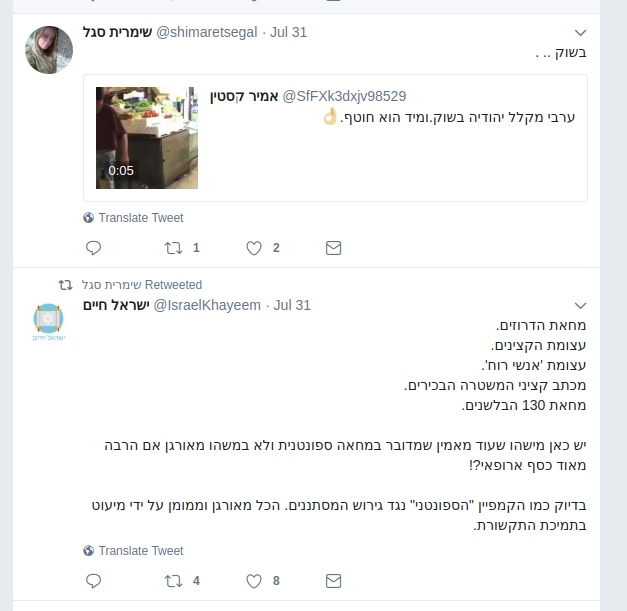 שימרית סגל @shimaretsegal · Jul 31
בשוק .. .
אמיר קסטין @SfFXk3dxjv98529
ערבי מקלל יהודיה בשוק.ומיד הוא חוטף.👌
0:05
Translate Tweet
1 2
שימרית סגל Retweeted
ישראל חיים @IsraelKhayeem · Jul 31
ישראל חיים
מחאת הדרוזים.
עצומת הקצינים.
עצומת 'אנשי רוח'.
מכתב קציני המשטרה הבכירים.
מחאת 130 הבלשנים.
יש כאן מישהו שעוד מאמין שמדובר במחאה ספונטנית ולא במשהו מאורגן אם הרבה
מאוד כסף ארופאי?!
בדיוק כמו הקמפיין "הספונטני" נגד גירוש המסתננים. הכל מאורגן וממומן על ידי מיעוט
בתמיכת התקשורת.
Translate Tweet
4 8